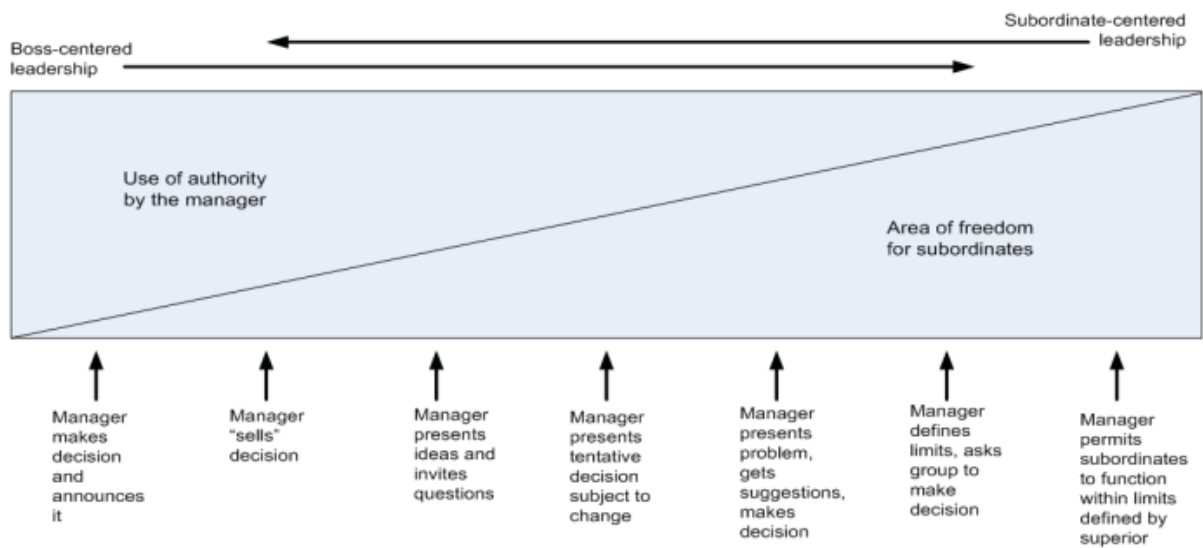 Subordinate-centered
leadership
Boss-centered
leadership
Use of authority
by the manager
Area of freedom
for subordinates
Manager
makes
decision
and
announces
it
Manager
“sells”
decision
Manager
presents
ideas and
invites
questions
Manager
presents
tentative
decision
subject to
change
Manager
presents
problem,
gets
suggestions,
makes
decision
Manager
defines
limits, asks
group to
make
decision
Manager
permits
subordinates
to function
within limits
defined by
superior